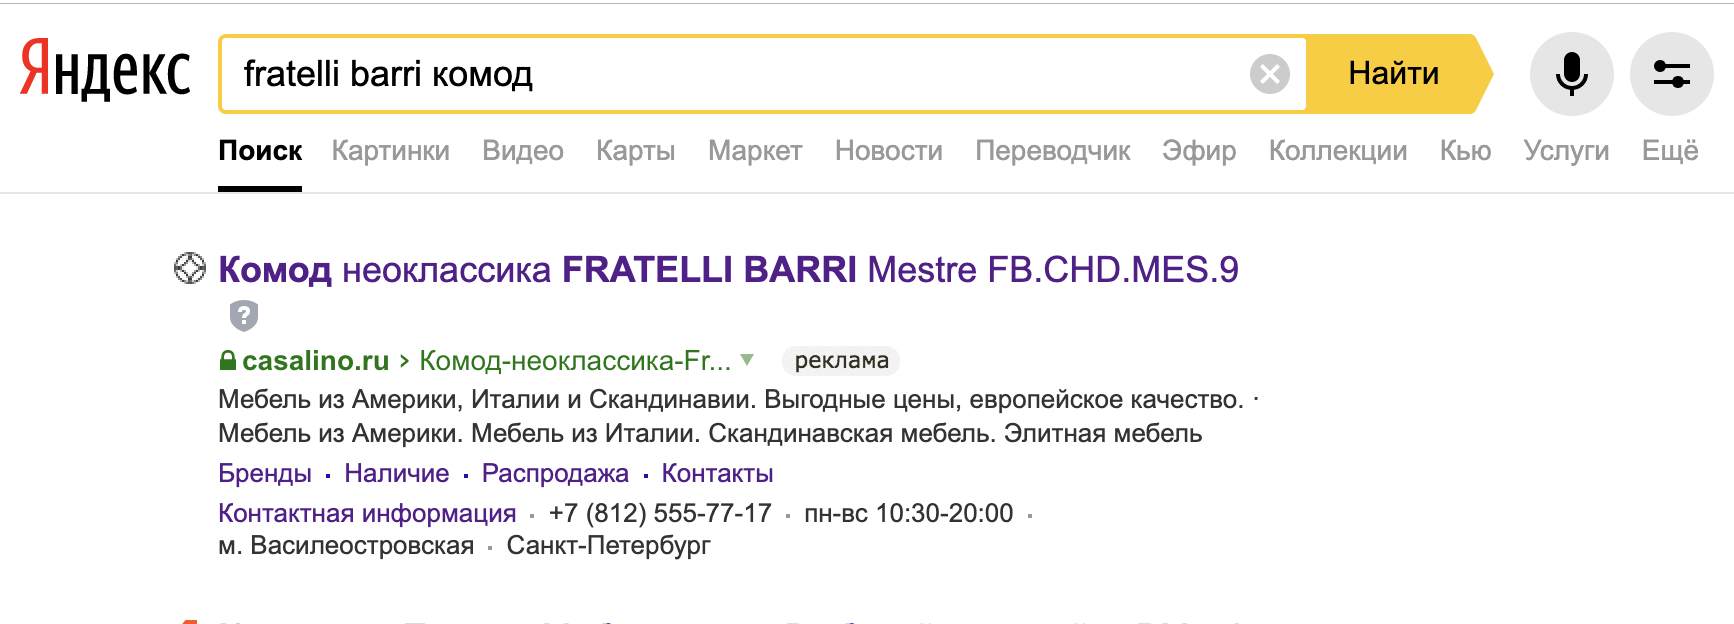 Яндекс
fratelli barri комод
Найти
Поиск Картинки Видео Карты Маркет Новости Переводчик Эфир Коллекции Кью Услуги Ещё
Комод неоклассика FRATELLI BARRI Mestre FB.CHD.MES.9
?
casalino.ru › Комод-неоклассика-Fr... реклама
Мебель из Америки, Италии и Скандинавии. Выгодные цены, европейское качество. ·
Мебель из Америки. Мебель из Италии. Скандинавская мебель. Элитная мебель
Бренды · Наличие · Распродажа · Контакты
Контактная информация · +7 (812) 555-77-17 · пн-вс 10:30-20:00 ·
м. Василеостровская · Санкт-Петербург